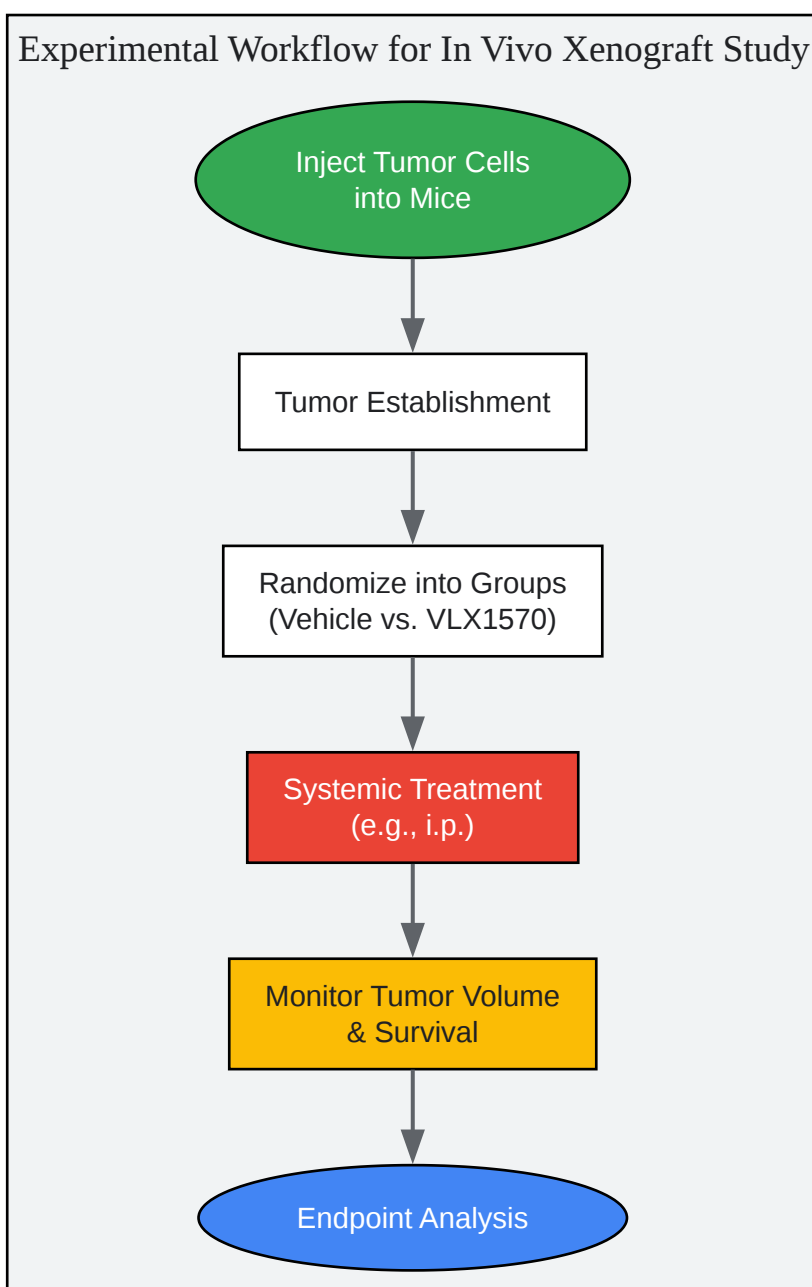 Experimental Workflow for In Vivo Xenograft Study
Inject Tumor Cells
into Mice
Tumor Establishment
Randomize into Groups
(Vehicle vs. VLX1570)
Systemic Treatment
(e.g., i.p.)
Monitor Tumor Volume
& Survival
Endpoint Analysis